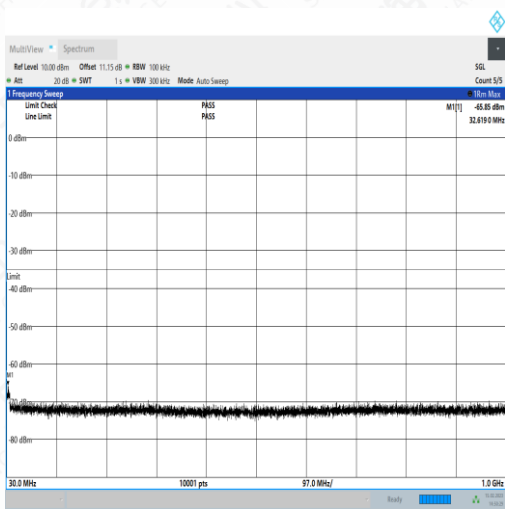 MultiView Spectrum
Ref Level 10.00 dBm Offset 11.15 dB RBW 100 kHz SGL
Att 20 dB SWT 1 s VBW 300 kHz Mode Auto Sweep Count 5/5
1 Frequency Sweep 1Rm Max
Limit Check PASS M1[1] -65.85 dBm
Line Limit PASS 32.6190 MHz
0 dBm
-10 dBm
-20 dBm
-30 dBm
Limit
-40 dBm
-50 dBm
-60 dBm
M1
-70 dBm
-80 dBm
30.0 MHz 10001 pts 97.0 MHz/ 1.0 GHz
Ready